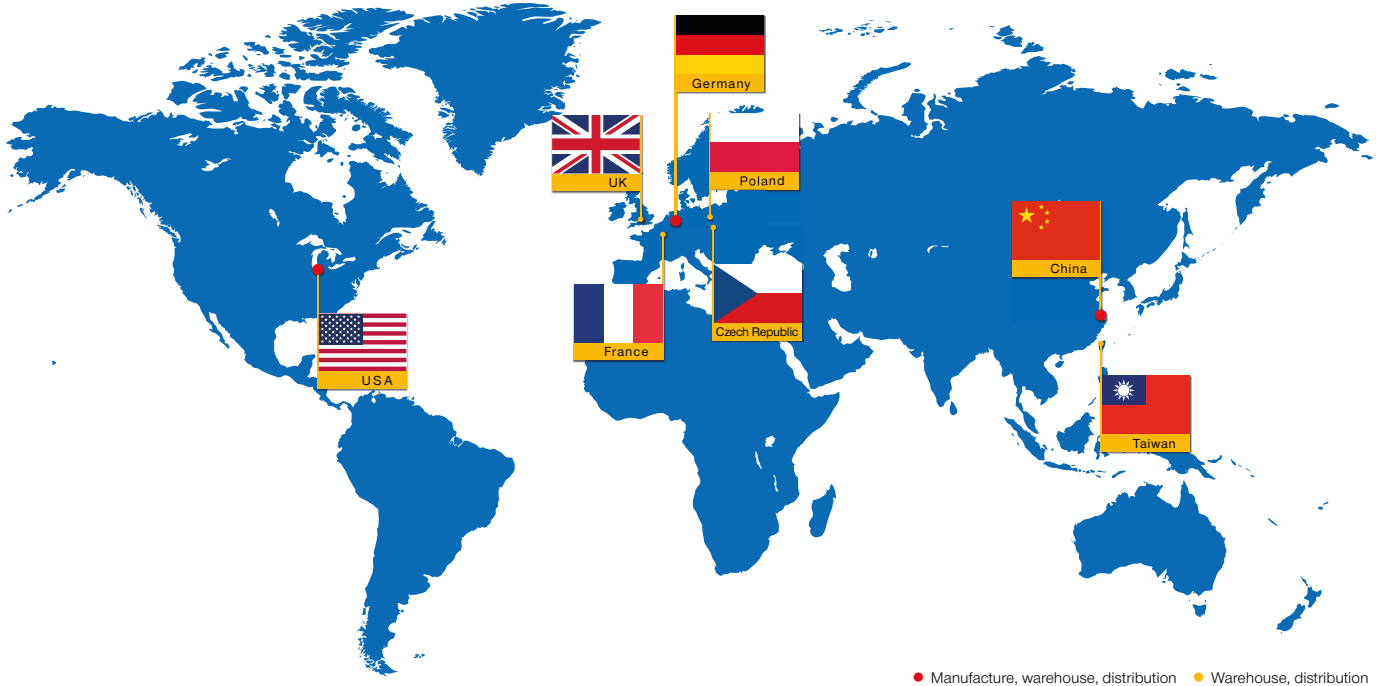 Germany
UK
Poland
China
Czech Republic
France
USA
Taiwan
Manufacture, warehouse, distribution
Warehouse, distribution